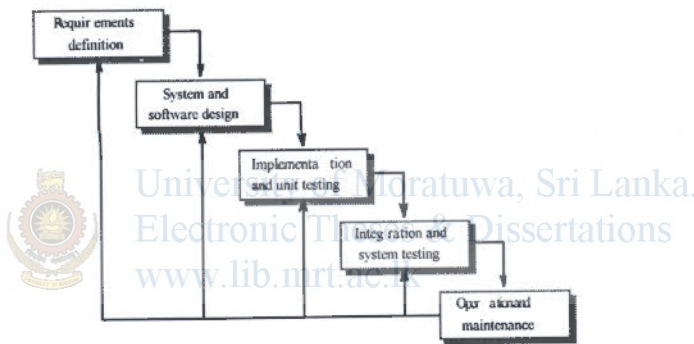 Requir ements
definition
System and
software design
Implementa tion
and unit testing
University of Moratuwa, Sri Lanka.
Electronic Theses & Dissertations
www.lib.mrt.ac.lk
Integ ration and
system testing
Oper ationand
maintenance